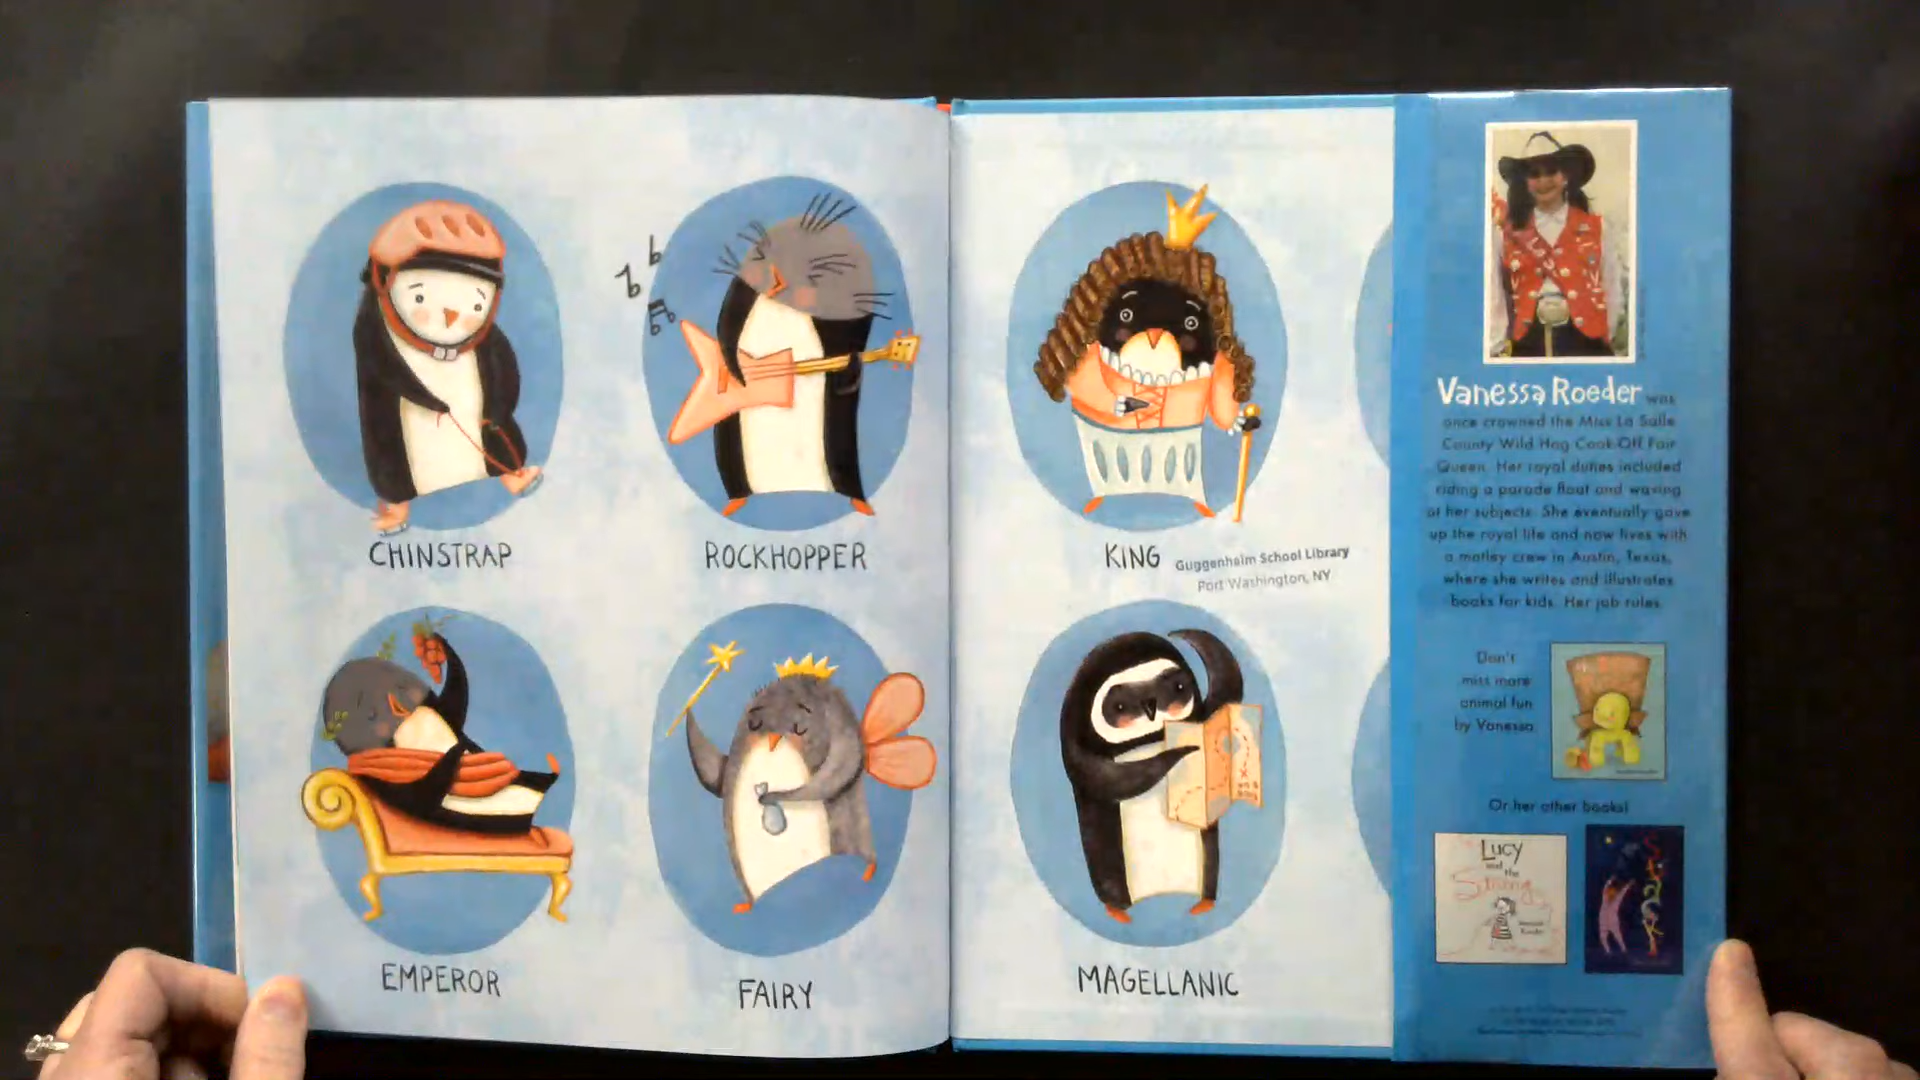 CHINSTRAP
ROCKHOPPER
EMPEROR
FAIRY
KING
Guggenheim School Library
Port Washington, NY
MAGELLANIC
Vanessa Roeder was
once crowned the Miss La Salle
County Wild Hog Cook-Off Fair
Queen. Her royal duties included
riding a parade float and waving
at her subjects. She eventually gave
up the royal life and now lives with
a motley crew in Austin, Texas,
where she writes and illustrates
books for kids. Her job rules.
Don't
miss more
animal fun
by Vanessa
Or her other books!
Lucy
and the
String
Vanessa
Roeder
STACK!